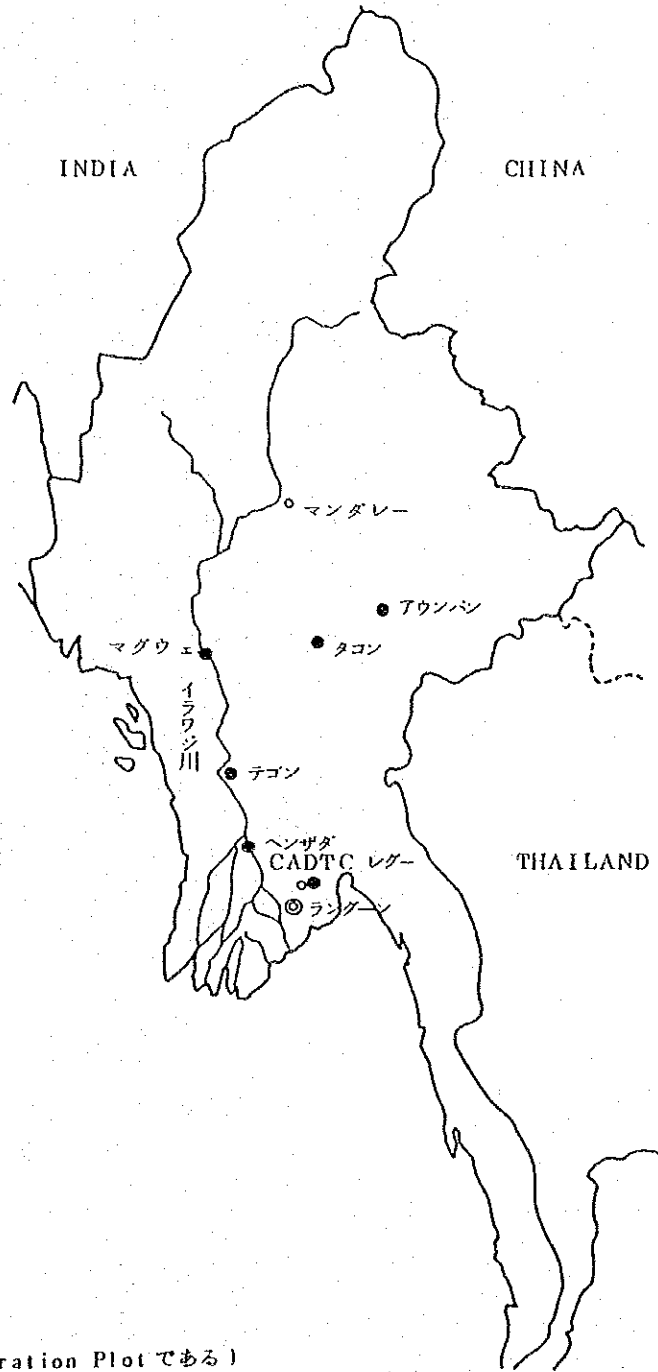 INDIA
CHINA
マンダレー
アウンバン
マグウェ
タコン
イラワジ川
テゴン
ヘンザダ
CADTC レグー
THAILAND
ラングーン
ration Plot である)